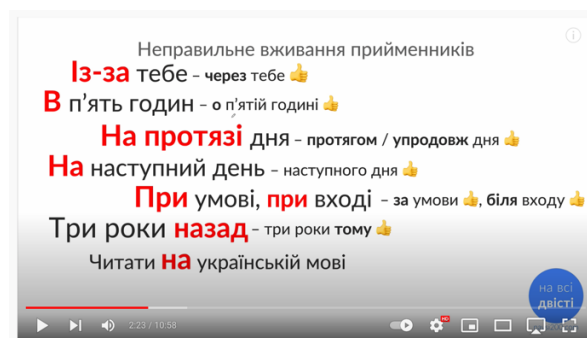 Неправильне вживання прийменників
Із-за тебе – через тебе 👍
В п'ять годин – о п'ятій годині 👍
На протязі дня – протягом / упродовж дня 👍
На наступний день – наступного дня 👍
При умові, при вході – за умови 👍, біля входу 👍
Три роки назад – три роки тому 👍
Читати на українській мові
на всі
двісті
2:23 / 10:58
HD